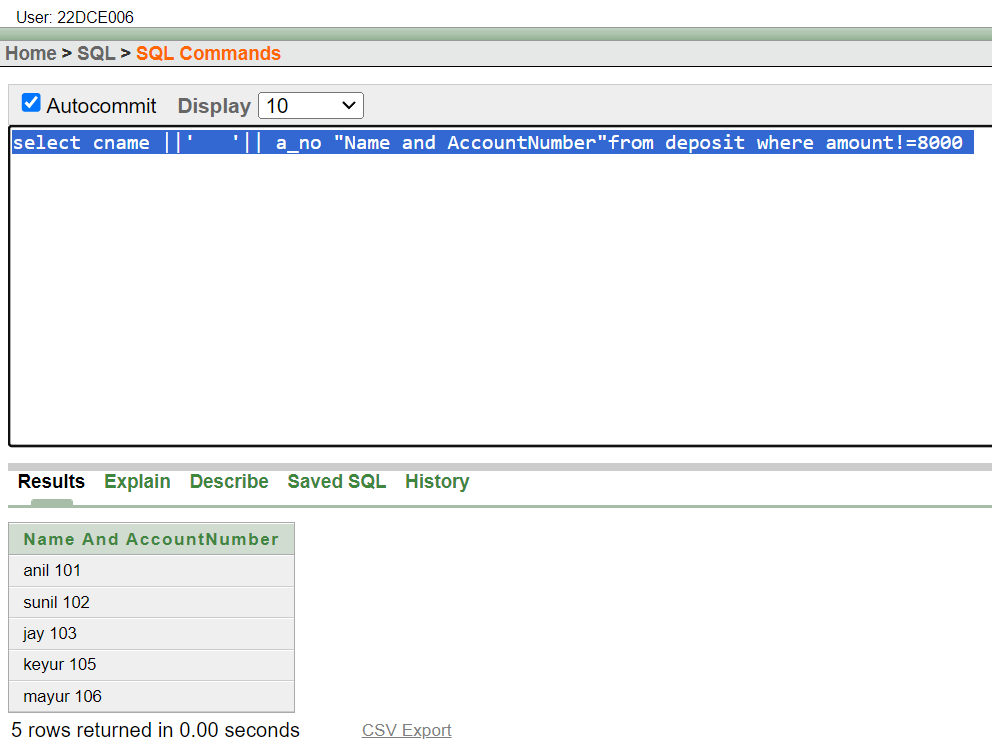 User: 22DCE006
Home > SQL > SQL Commands
Autocommit Display 10
select cname ||'   '|| a_no "Name and AccountNumber"from deposit where amount!=8000
Results Explain Describe Saved SQL History
Name And AccountNumber
anil 101
sunil 102
jay 103
keyur 105
mayur 106
5 rows returned in 0.00 seconds CSV Export